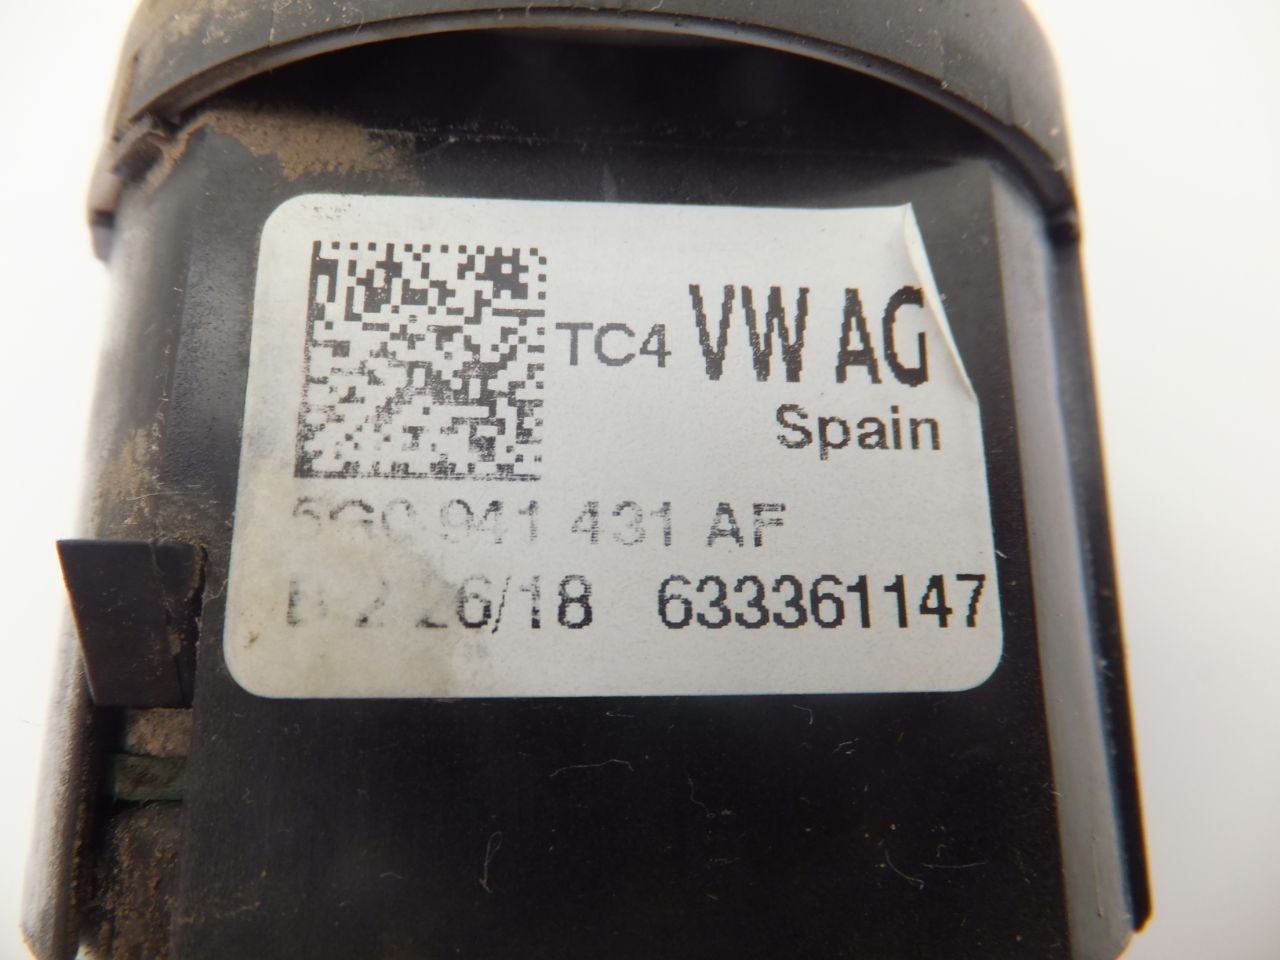 TC4 VW AG
Spain
5G0 941 431 AF
26/18 633361147